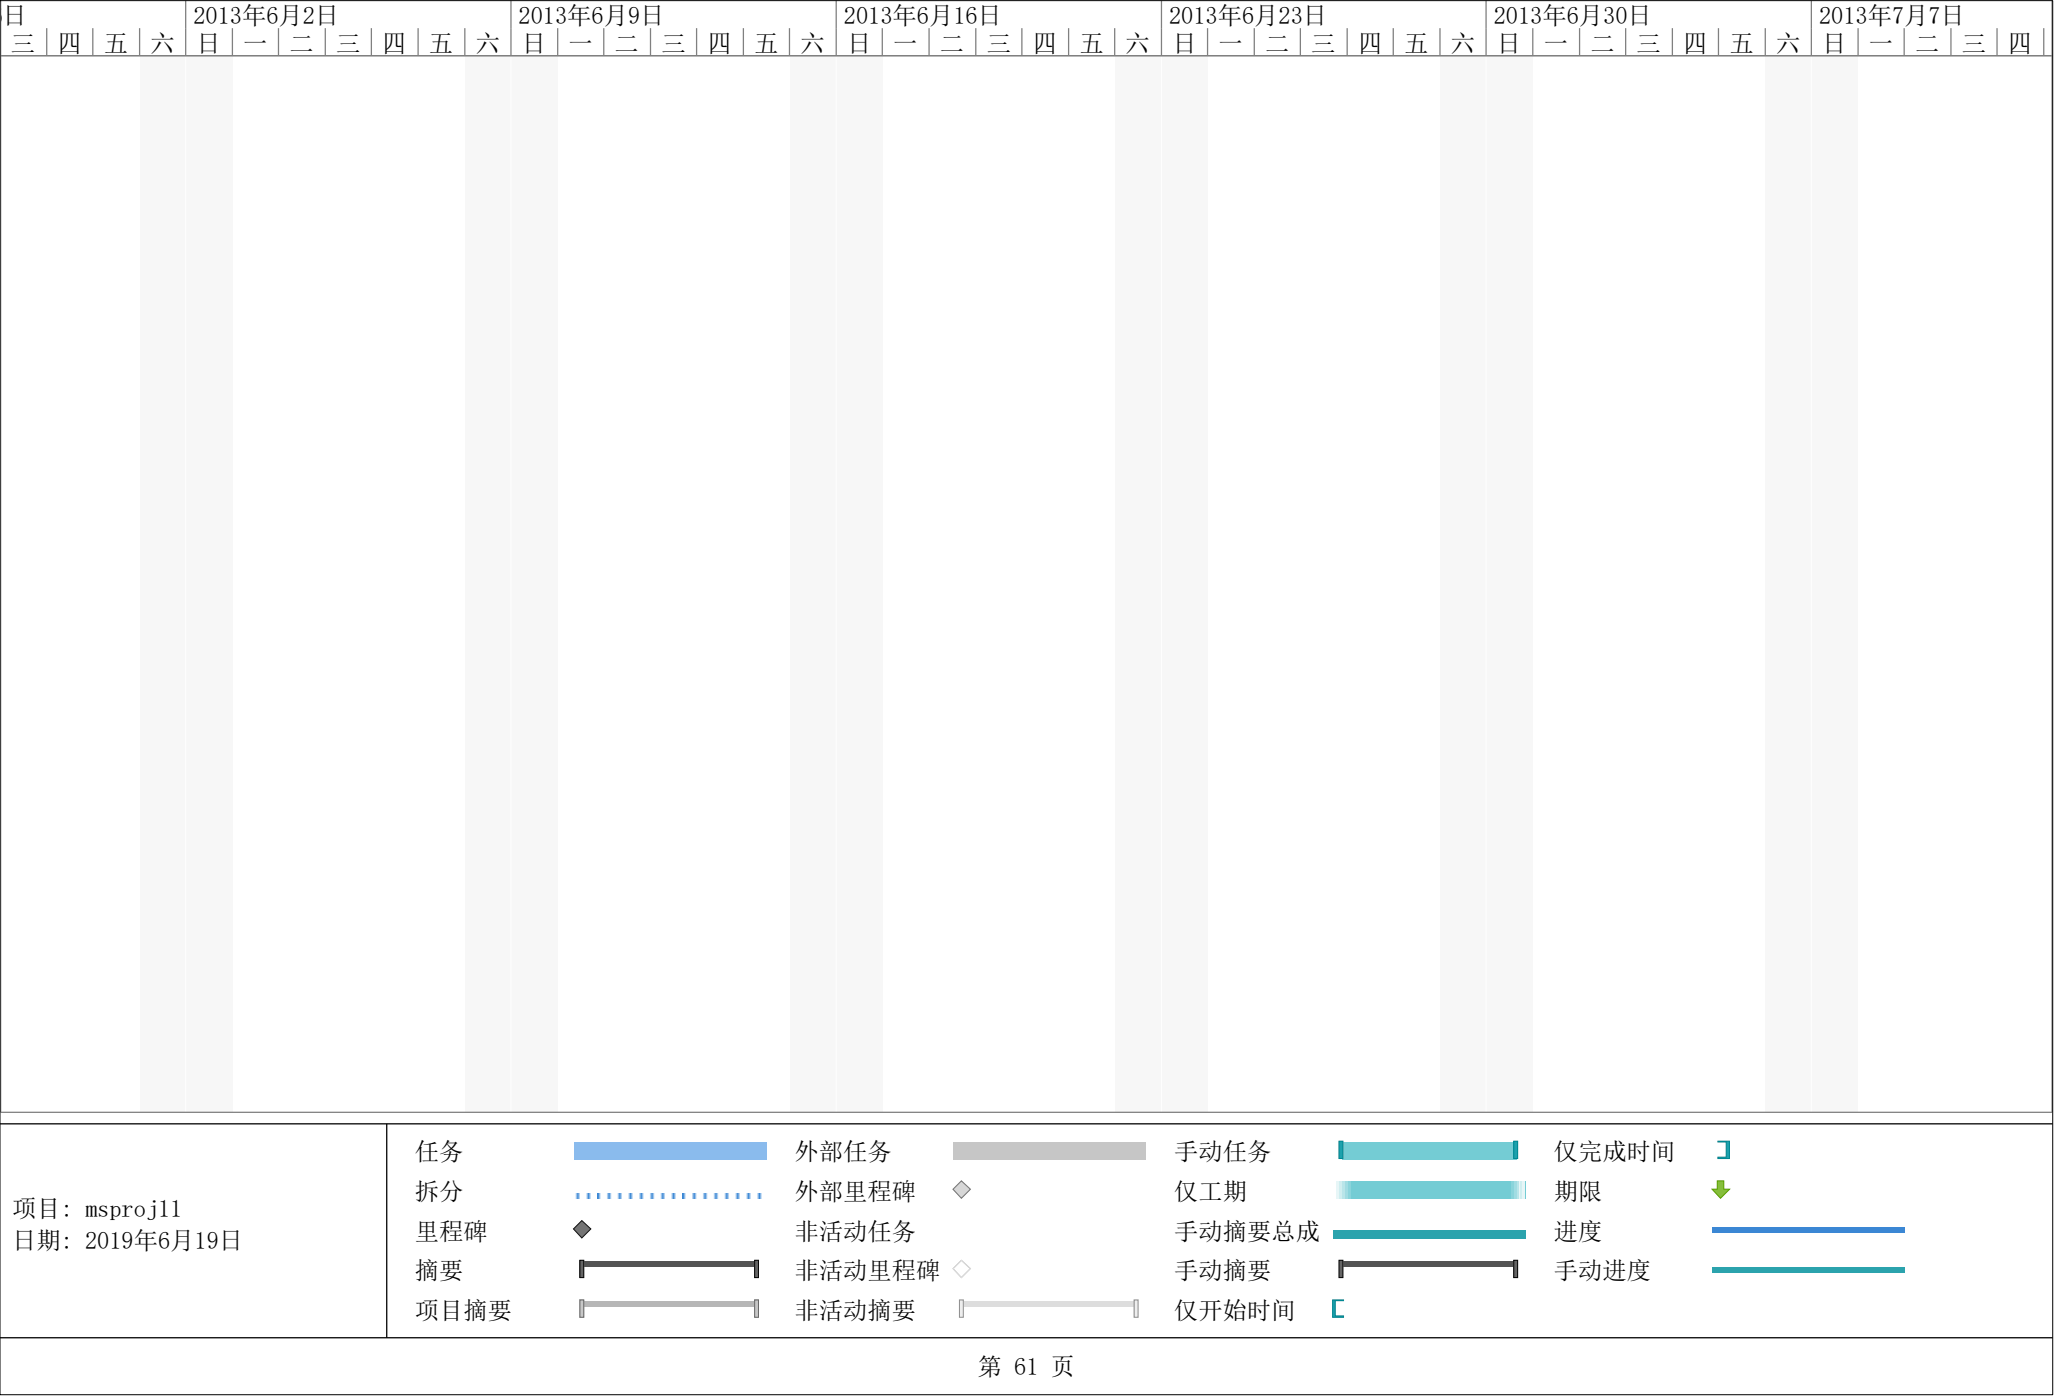 日 2013年6月2日 2013年6月9日 2013年6月16日 2013年6月23日 2013年6月30日 2013年7月7日
三 四 五 六 日 一 二 三 四 五 六 日 一 二 三 四 五 六 日 一 二 三 四 五 六 日 一 二 三 四 五 六 日 一 二 三 四 五 六 日 一 二 三 四
项目: msproj11
日期: 2019年6月19日
任务 外部任务 手动任务 仅完成时间
拆分 外部里程碑 仅工期 期限
里程碑 非活动任务 手动摘要总成 进度
摘要 非活动里程碑 手动摘要 手动进度
项目摘要 非活动摘要 仅开始时间
第 61 页